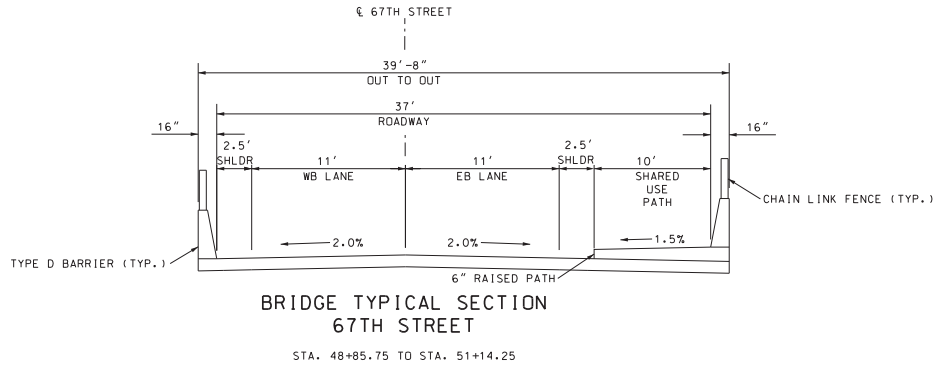 ℄ 67TH STREET
39'-8"
OUT TO OUT
37'
ROADWAY
16"
16"
2.5'
SHLDR
11'
WB LANE
11'
EB LANE
2.5'
SHLDR
10'
SHARED
USE
PATH
CHAIN LINK FENCE (TYP.)
2.0%
2.0%
1.5%
TYPE D BARRIER (TYP.)
6" RAISED PATH
BRIDGE TYPICAL SECTION
67TH STREET
STA. 48+85.75 TO STA. 51+14.25